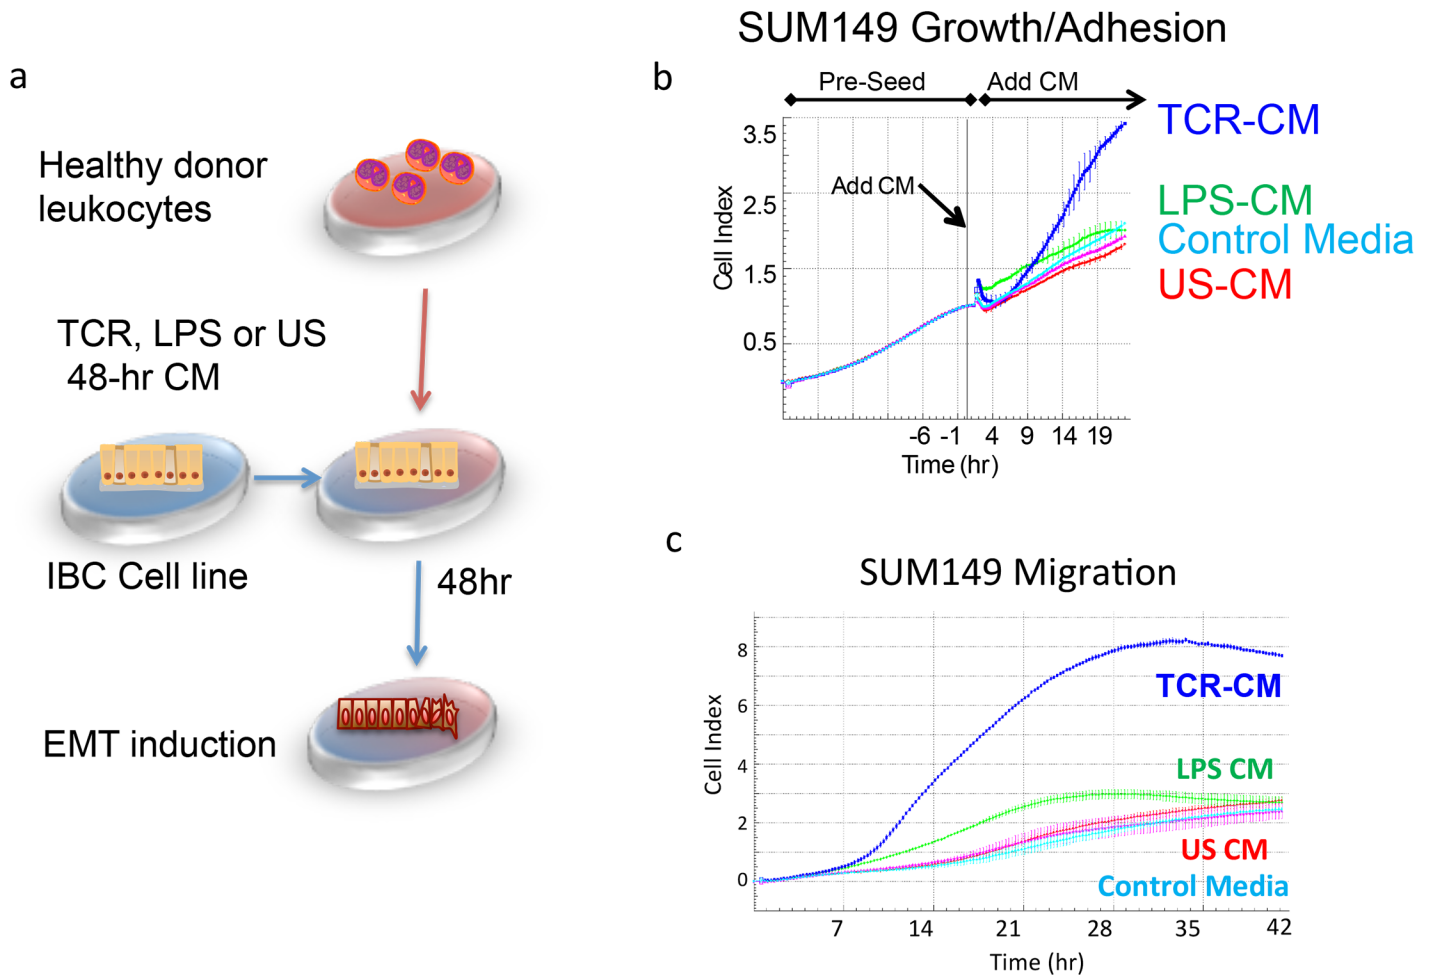 a
Healthy donor
leukocytes
TCR, LPS or US
48-hr CM
IBC Cell line
48hr
EMT induction
SUM149 Growth/Adhesion
b
Pre-Seed
Add CM
Add CM
TCR-CM
LPS-CM
Control Media
US-CM
Cell Index
3.5
2.5
1.5
0.5
-6 -1 4 9 14 19
Time (hr)
c
SUM149 Migration
TCR-CM
LPS CM
US CM
Control Media
Cell Index
8
6
4
2
0
7 14 21 28 35 42
Time (hr)